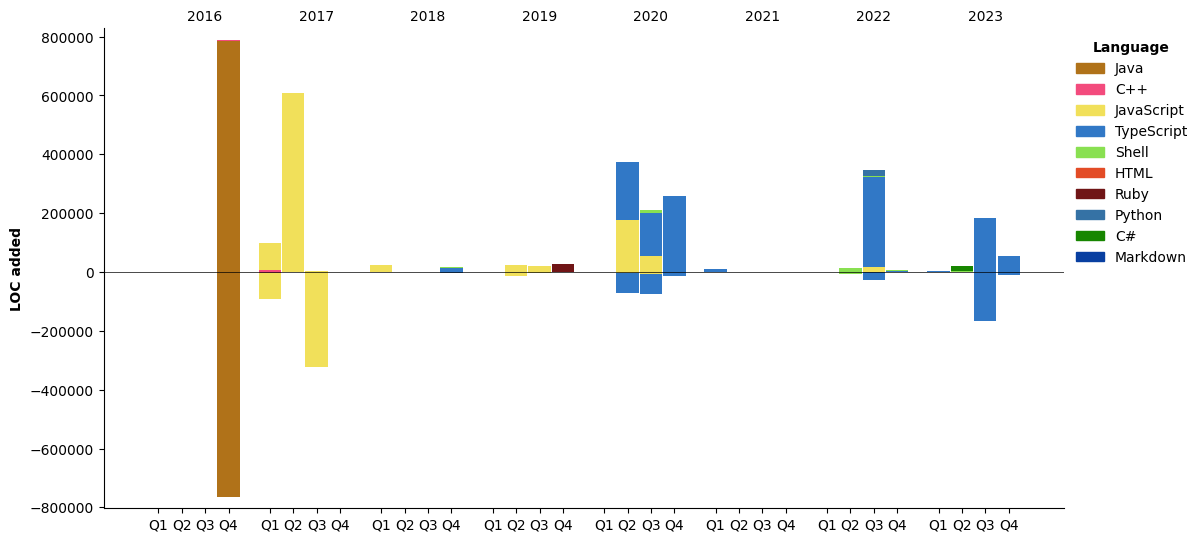 2016 2017 2018 2019 2020 2021 2022 2023
LOC added
800000
600000
400000
200000
0
−200000
−400000
−600000
−800000
Q1 Q2 Q3 Q4 Q1 Q2 Q3 Q4 Q1 Q2 Q3 Q4 Q1 Q2 Q3 Q4 Q1 Q2 Q3 Q4 Q1 Q2 Q3 Q4 Q1 Q2 Q3 Q4 Q1 Q2 Q3 Q4
Language
Java
C++
JavaScript
TypeScript
Shell
HTML
Ruby
Python
C#
Markdown